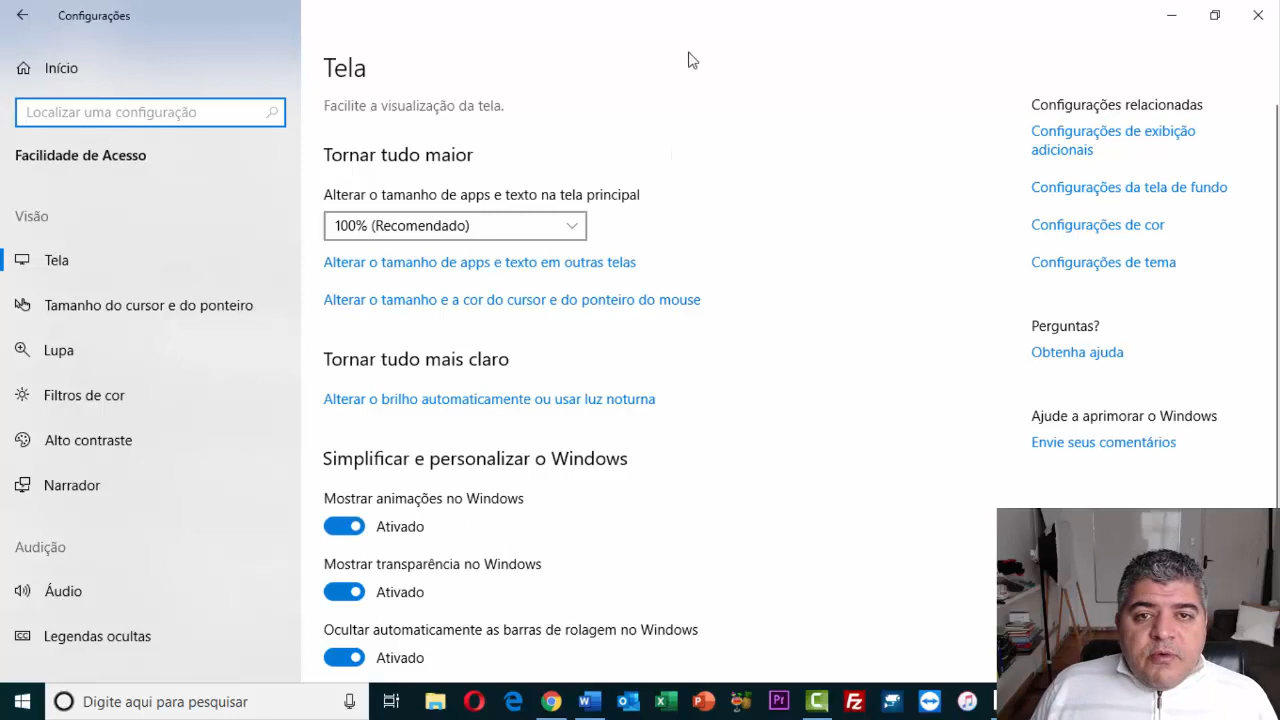 Configurações
Início
Localizar uma configuração
Facilidade de Acesso
Visão
Tela
Tamanho do cursor e do ponteiro
Lupa
Filtros de cor
Alto contraste
Narrador
Audição
Áudio
Legendas ocultas
Tela
Facilite a visualização da tela.
Tornar tudo maior
Alterar o tamanho de apps e texto na tela principal
100% (Recomendado)
Alterar o tamanho de apps e texto em outras telas
Alterar o tamanho e a cor do cursor e do ponteiro do mouse
Tornar tudo mais claro
Alterar o brilho automaticamente ou usar luz noturna
Simplificar e personalizar o Windows
Mostrar animações no Windows
Ativado
Mostrar transparência no Windows
Ativado
Ocultar automaticamente as barras de rolagem no Windows
Ativado
Configurações relacionadas
Configurações de exibição
adicionais
Configurações da tela de fundo
Configurações de cor
Configurações de tema
Perguntas?
Obtenha ajuda
Ajude a aprimorar o Windows
Envie seus comentários
Digite aqui para pesquisar